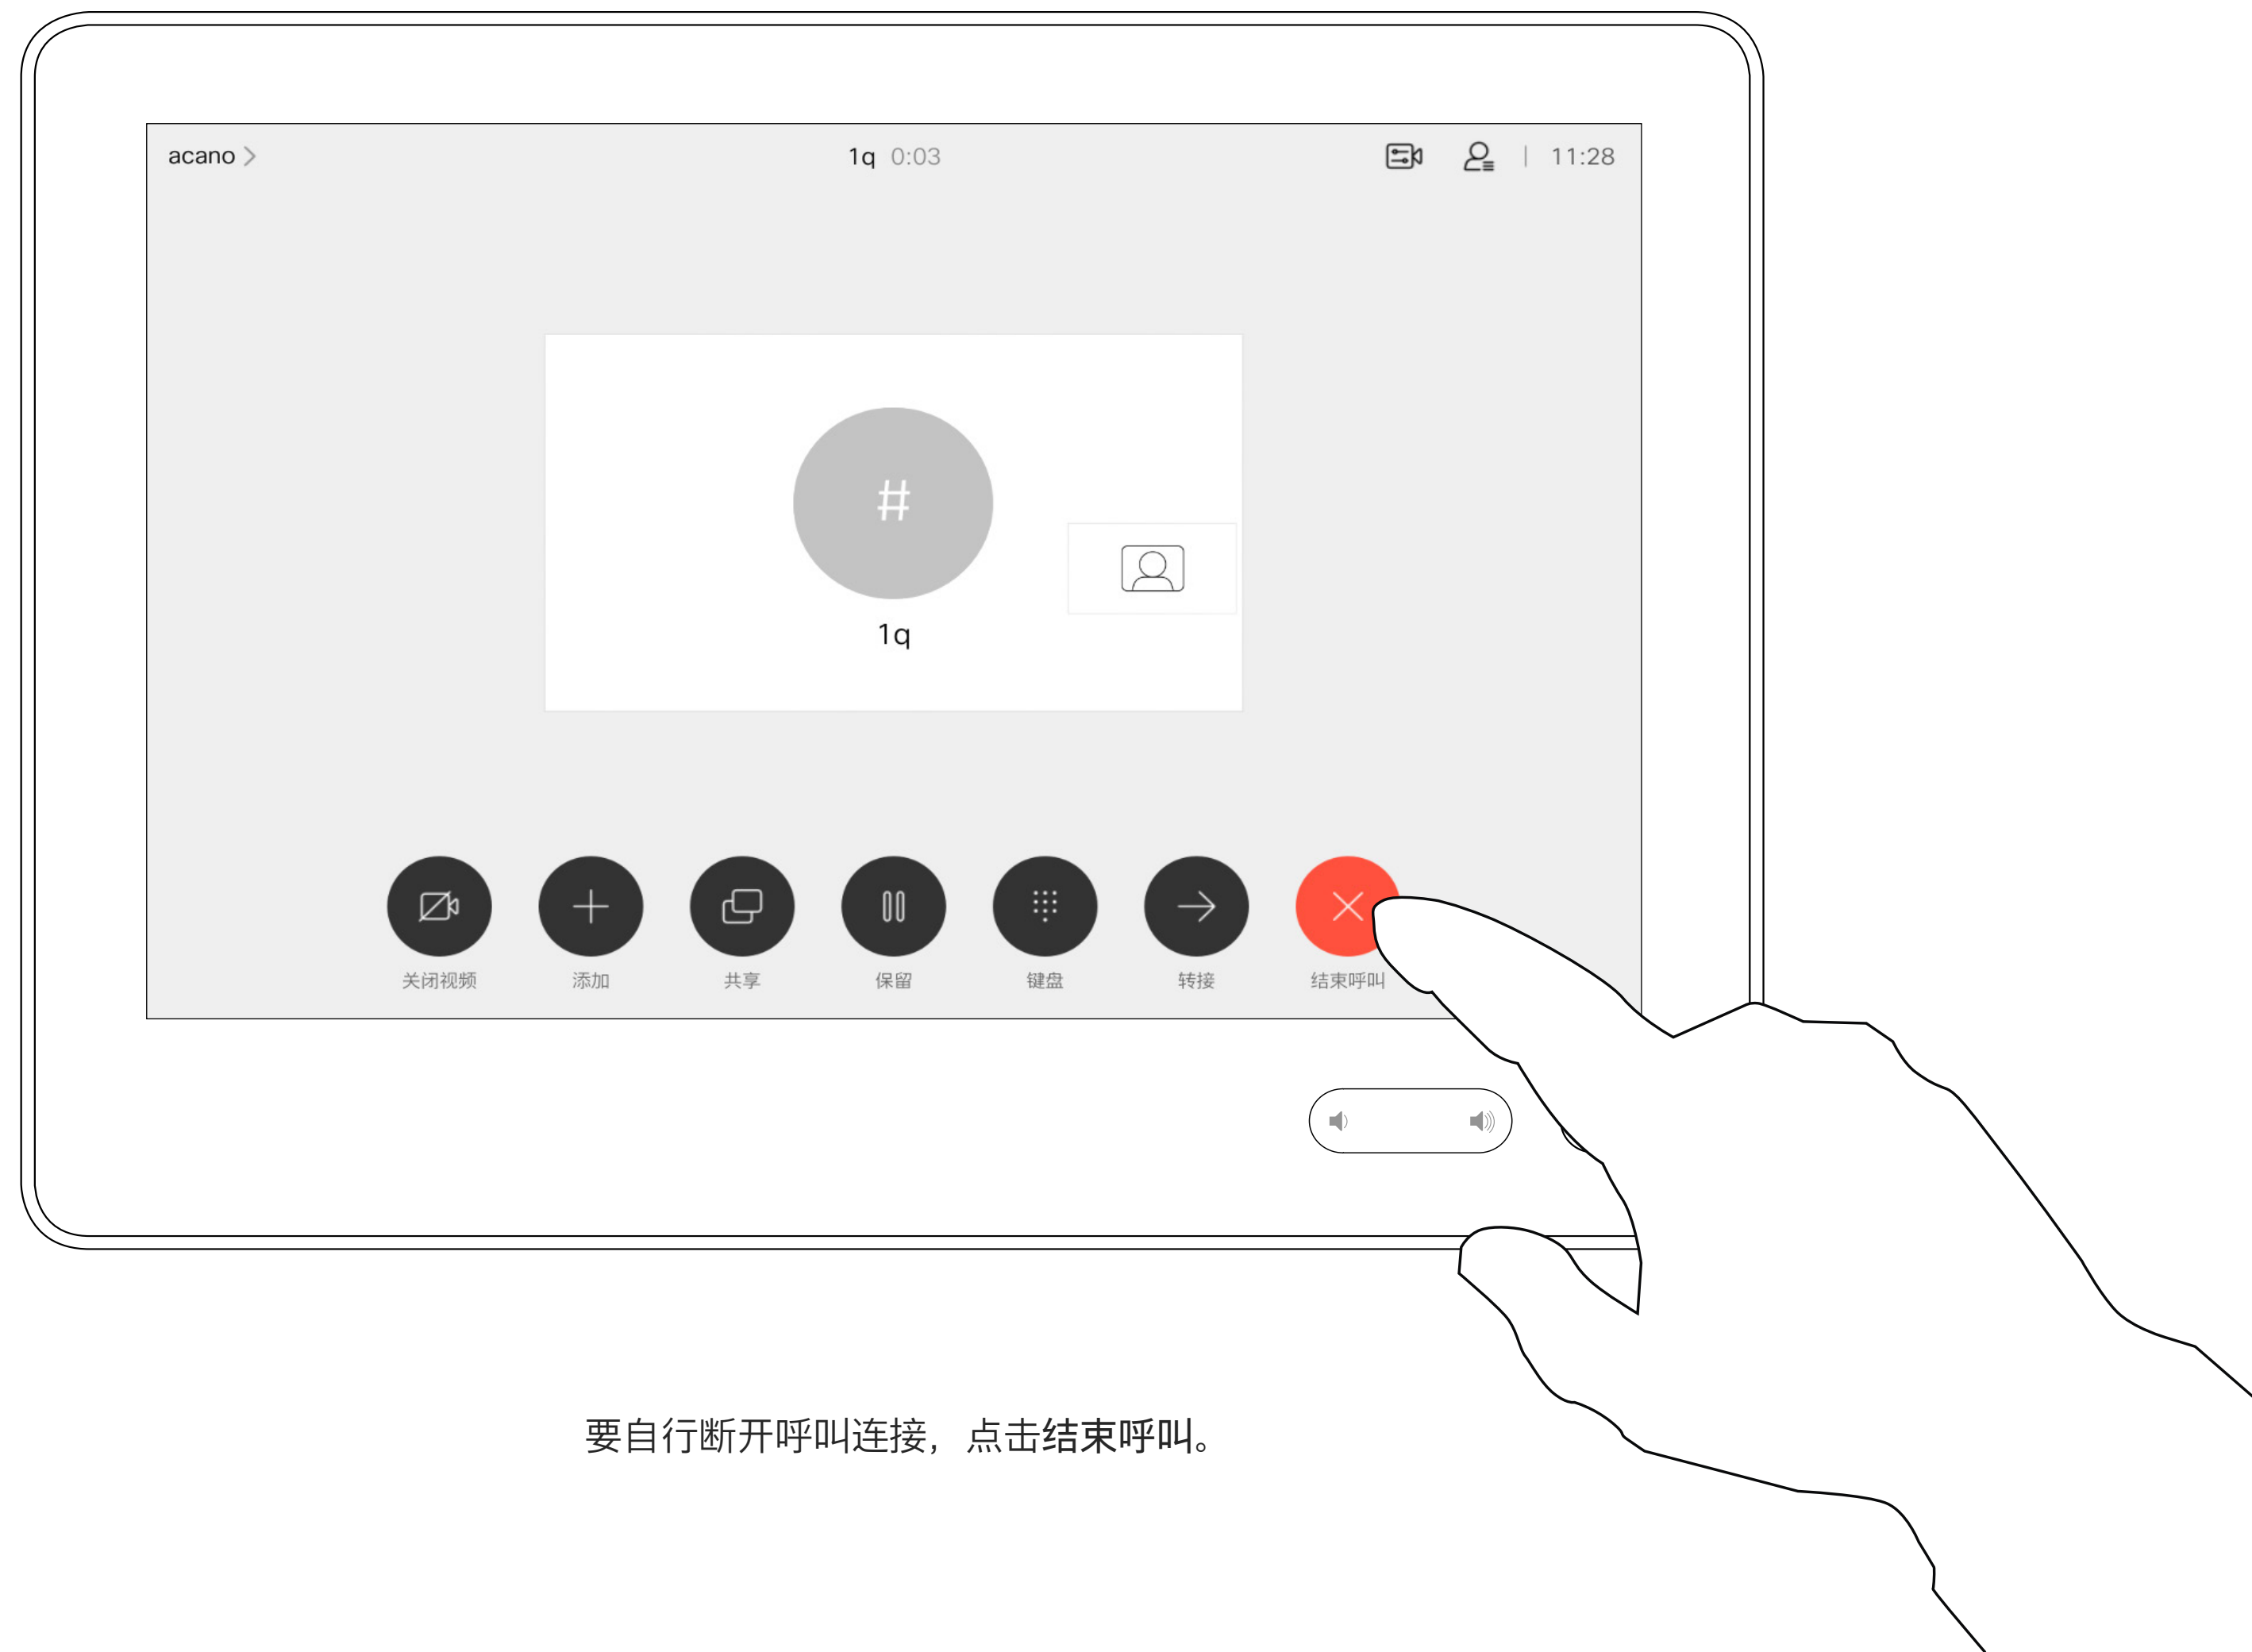 acano
1q 0:03
11:28
#
1q
关闭视频
添加
共享
保留
键盘
转接
结束呼叫
要自行断开呼叫连接，点击结束呼叫。